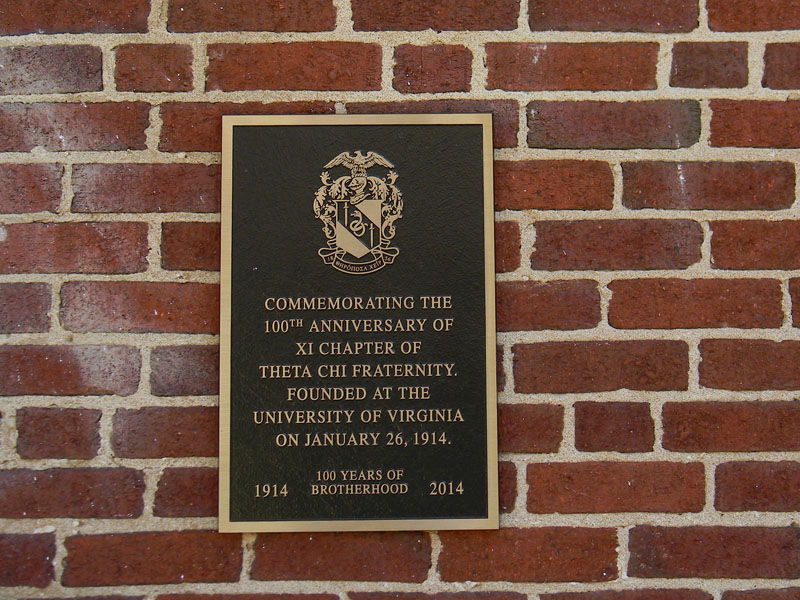 COMMEMORATING THE
100TH ANNIVERSARY OF
XI CHAPTER OF
THETA CHI FRATERNITY.
FOUNDED AT THE
UNIVERSITY OF VIRGINIA
ON JANUARY 26, 1914.
100 YEARS OF
1914 BROTHERHOOD 2014